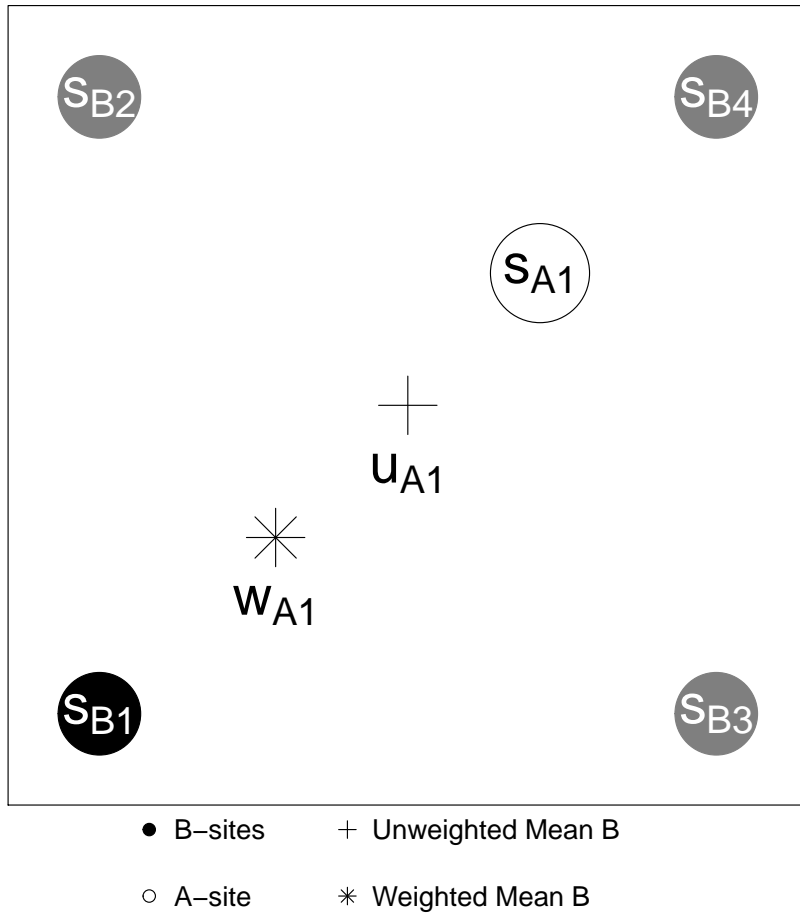 sB2
sB4
sA1
uA1
wA1
sB1
sB3
B−sites
Unweighted Mean B
A−site
Weighted Mean B